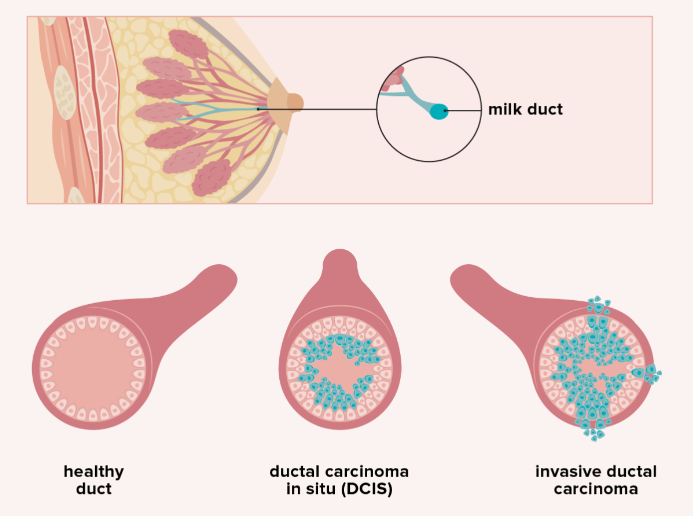 milk duct
healthy
duct
ductal carcinoma
in situ (DCIS)
invasive ductal
carcinoma